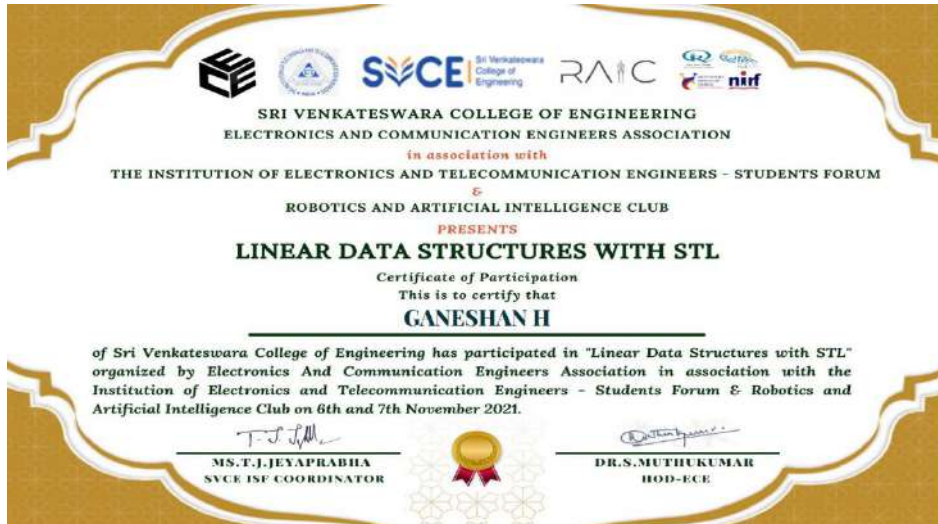 ECE
SVCE Sri Venkateswara College of Engineering
RAIC
nirf
SRI VENKATESWARA COLLEGE OF ENGINEERING
ELECTRONICS AND COMMUNICATION ENGINEERS ASSOCIATION
in association with
THE INSTITUTION OF ELECTRONICS AND TELECOMMUNICATION ENGINEERS - STUDENTS FORUM
&
ROBOTICS AND ARTIFICIAL INTELLIGENCE CLUB
PRESENTS
LINEAR DATA STRUCTURES WITH STL
Certificate of Participation
This is to certify that
GANESHAN H
of Sri Venkateswara College of Engineering has participated in "Linear Data Structures with STL"
organized by Electronics And Communication Engineers Association in association with the
Institution of Electronics and Telecommunication Engineers - Students Forum & Robotics and
Artificial Intelligence Club on 6th and 7th November 2021.
MS.T.J.JEYAPRABHA
SVCE ISF COORDINATOR
DR.S.MUTHUKUMAR
HOD-ECE